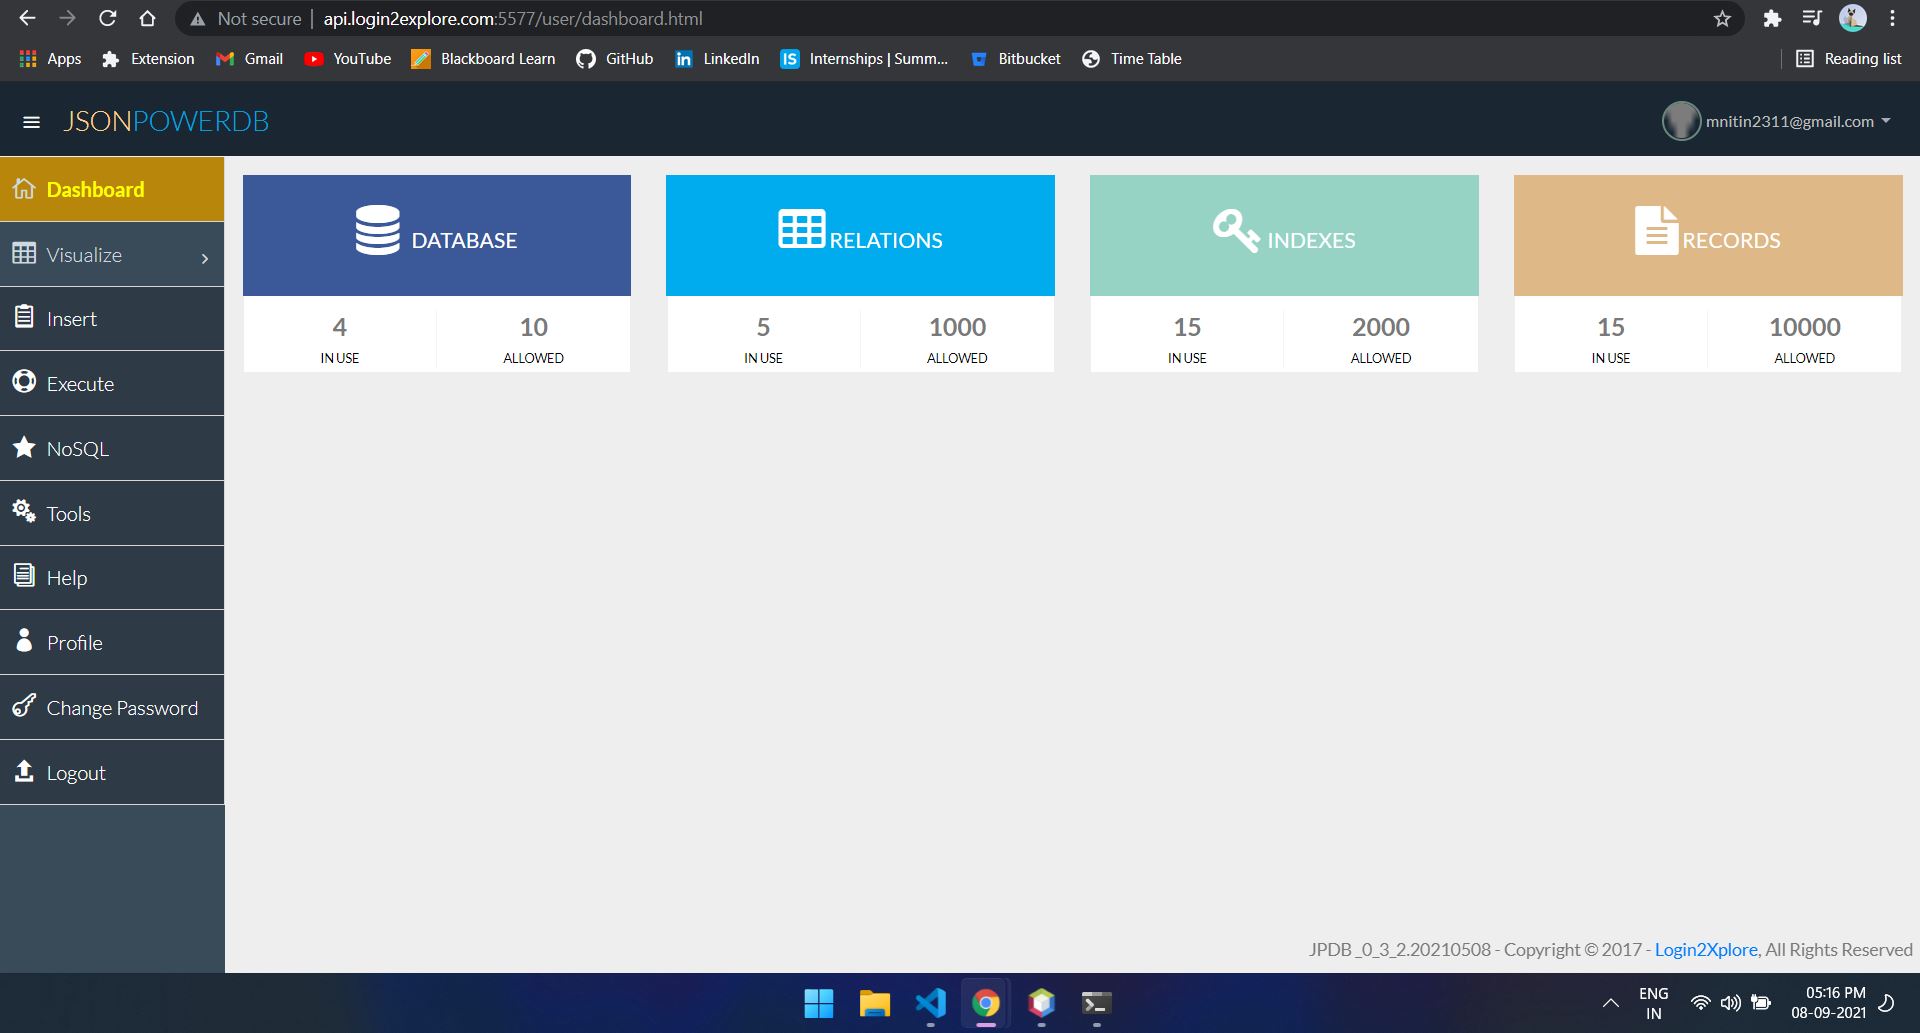 Not secure | api.login2explore.com:5577/user/dashboard.html
Apps Extension Gmail YouTube Blackboard Learn GitHub LinkedIn IS Internships | Summ... Bitbucket Time Table Reading list
JSONPOWERDB mnitin2311@gmail.com
Dashboard
Visualize
Insert
Execute
NoSQL
Tools
Help
Profile
Change Password
Logout
DATABASE
4 10
IN USE ALLOWED
RELATIONS
5 1000
IN USE ALLOWED
INDEXES
15 2000
IN USE ALLOWED
RECORDS
15 10000
IN USE ALLOWED
JPDB_0_3_2.20210508 - Copyright © 2017 - Login2Xplore, All Rights Reserved
ENG
IN
05:16 PM
08-09-2021